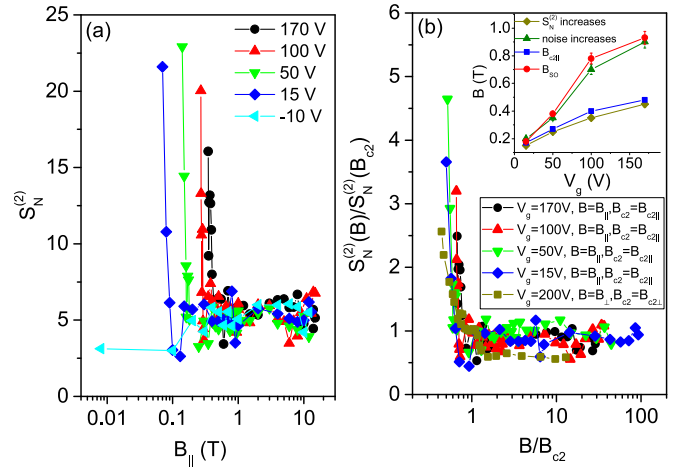 (a)
170 V
100 V
50 V
15 V
-10 V
25
20
15
10
5
0
S_N^(2)
0.01 0.1 1 10
B_|| (T)
(b)
S_N^(2) increases
noise increases
B_c2||
B_SO
1.0
0.8
0.6
0.4
0.2
B (T)
0 50 100 150
V_g (V)
V_g=170V, B=B_||,B_c2=B_c2||
V_g=100V, B=B_||,B_c2=B_c2||
V_g=50V, B=B_||,B_c2=B_c2||
V_g=15V, B=B_||,B_c2=B_c2||
V_g=200V, B=B_⊥,B_c2=B_c2⊥
6
5
4
3
2
1
0
S_N^(2)(B)/S_N^(2)(B_c2)
1 10 100
B/B_c2